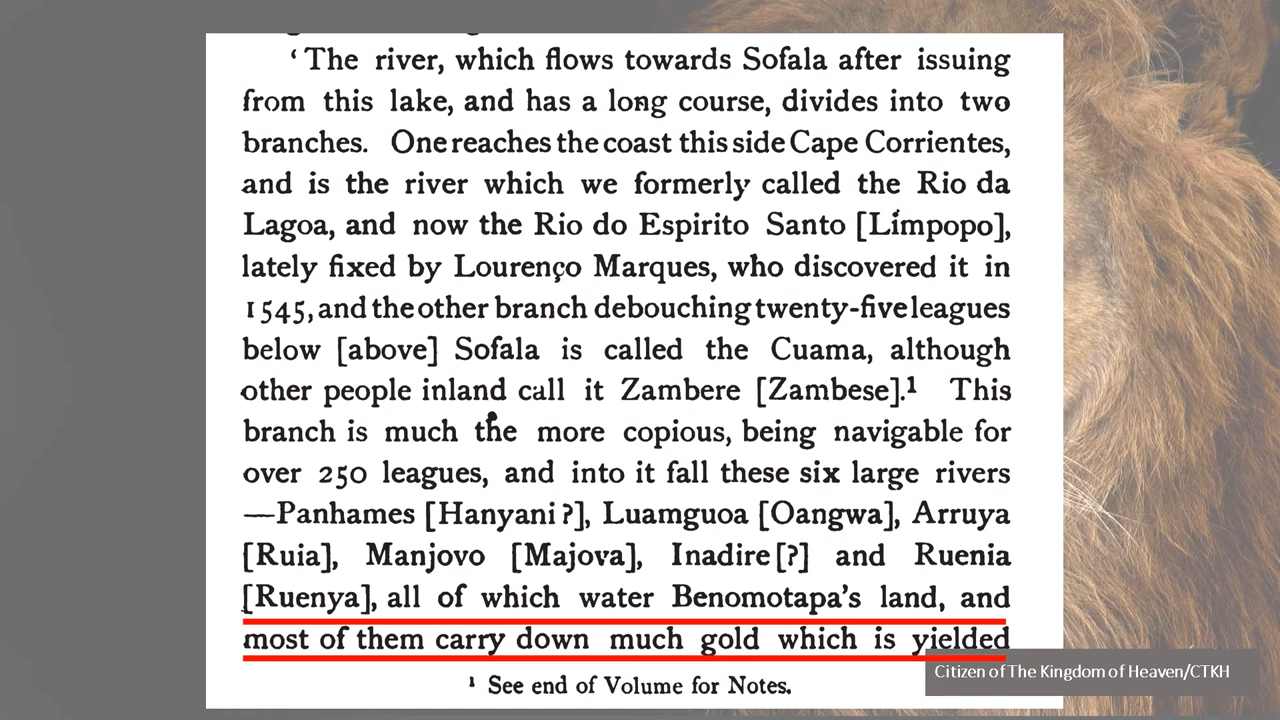 ‘The river, which flows towards Sofala after issuing
from this lake, and has a long course, divides into two
branches. One reaches the coast this side Cape Corrientes,
and is the river which we formerly called the Rio da
Lagoa, and now the Rio do Espirito Santo [Límpopo],
lately fixed by Lourenço Marques, who discovered it in
1545, and the other branch debouching twenty-five leagues
below [above] Sofala is called the Cuama, although
other people inland call it Zambere [Zambese].¹ This
branch is much the more copious, being navigable for
over 250 leagues, and into it fall these six large rivers
—Panhames [Hanyani ?], Luamguoa [Oangwa], Arruya
[Ruia], Manjovo [Majova], Inadire [?] and Ruenia
[Ruenya], all of which water Benomotapa's land, and
most of them carry down much gold which is yielded
¹ See end of Volume for Notes.
Citizen of The Kingdom of Heaven/CTKH